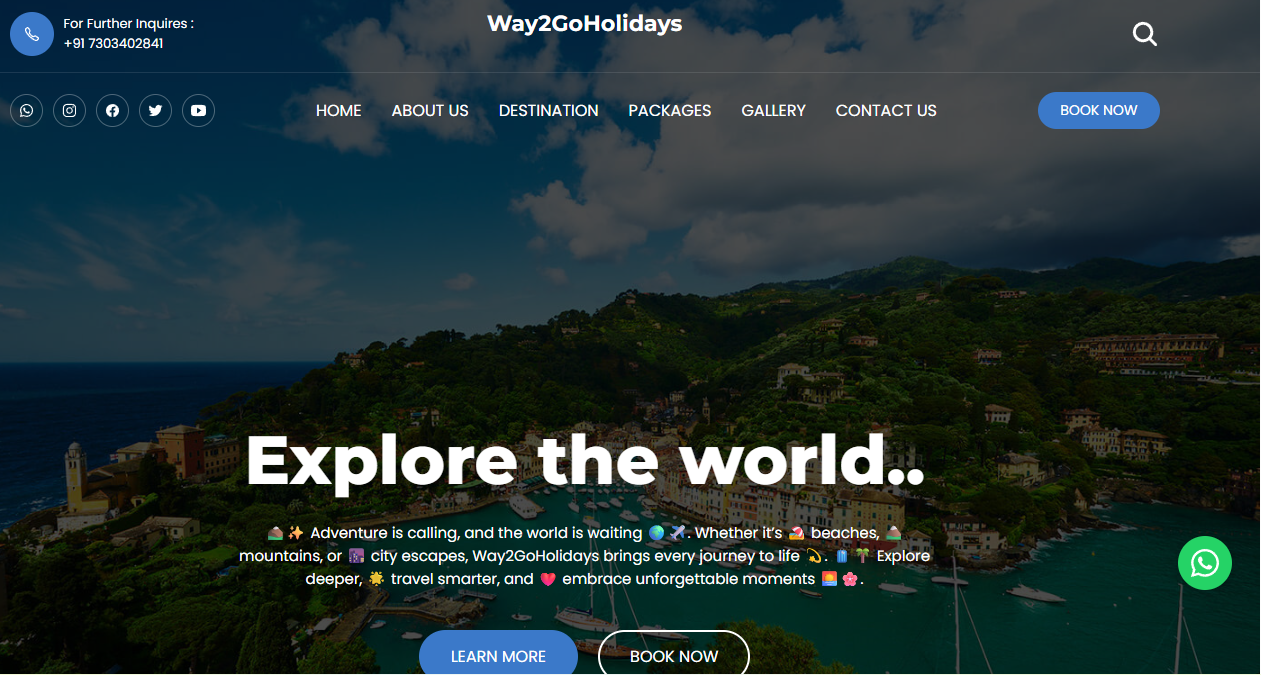 For Further Inquires :
+91 7303402841
Way2GoHolidays
HOME ABOUT US DESTINATION PACKAGES GALLERY CONTACT US
BOOK NOW
Explore the world..
⛰️✨ Adventure is calling, and the world is waiting 🌍✈️. Whether it's 🏖️ beaches, 🏔️
mountains, or 🌆 city escapes, Way2GoHolidays brings every journey to life 💫. 🧳🌴 Explore
deeper, 🌟 travel smarter, and 💖 embrace unforgettable moments 🌅🌸.
LEARN MORE
BOOK NOW